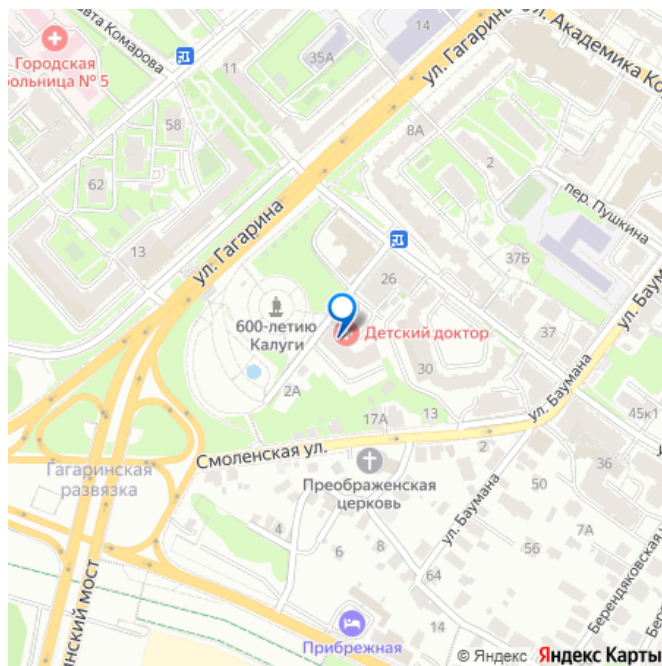 вта Комарова
Городская
больница № 5
14
35А
11
ул. Гагарина
ул. Академика Ко
58
8А
2
62
пер. Пушкина
ул. Гагарина
13
37Б
26
600-летию
Калуги
Детский доктор
37
ул. Баумана
30
2А
ул. Баумана
17А
13
45к1
Смоленская ул.
2
36
Гагаринская
развязка
Преображенская
церковь
50
ул. Баумана
4
7А
6
8
56
64
Берендяковская
14
инский мост
Прибрежная
© Яндекс Яндекс Карты